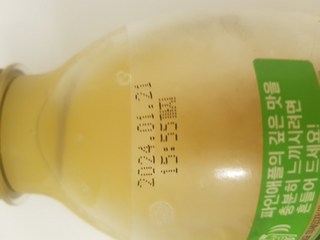 2024.01.21
15:55
파인애플의 깊은 맛을
충분히 느끼시려면
흔들어 드세요!